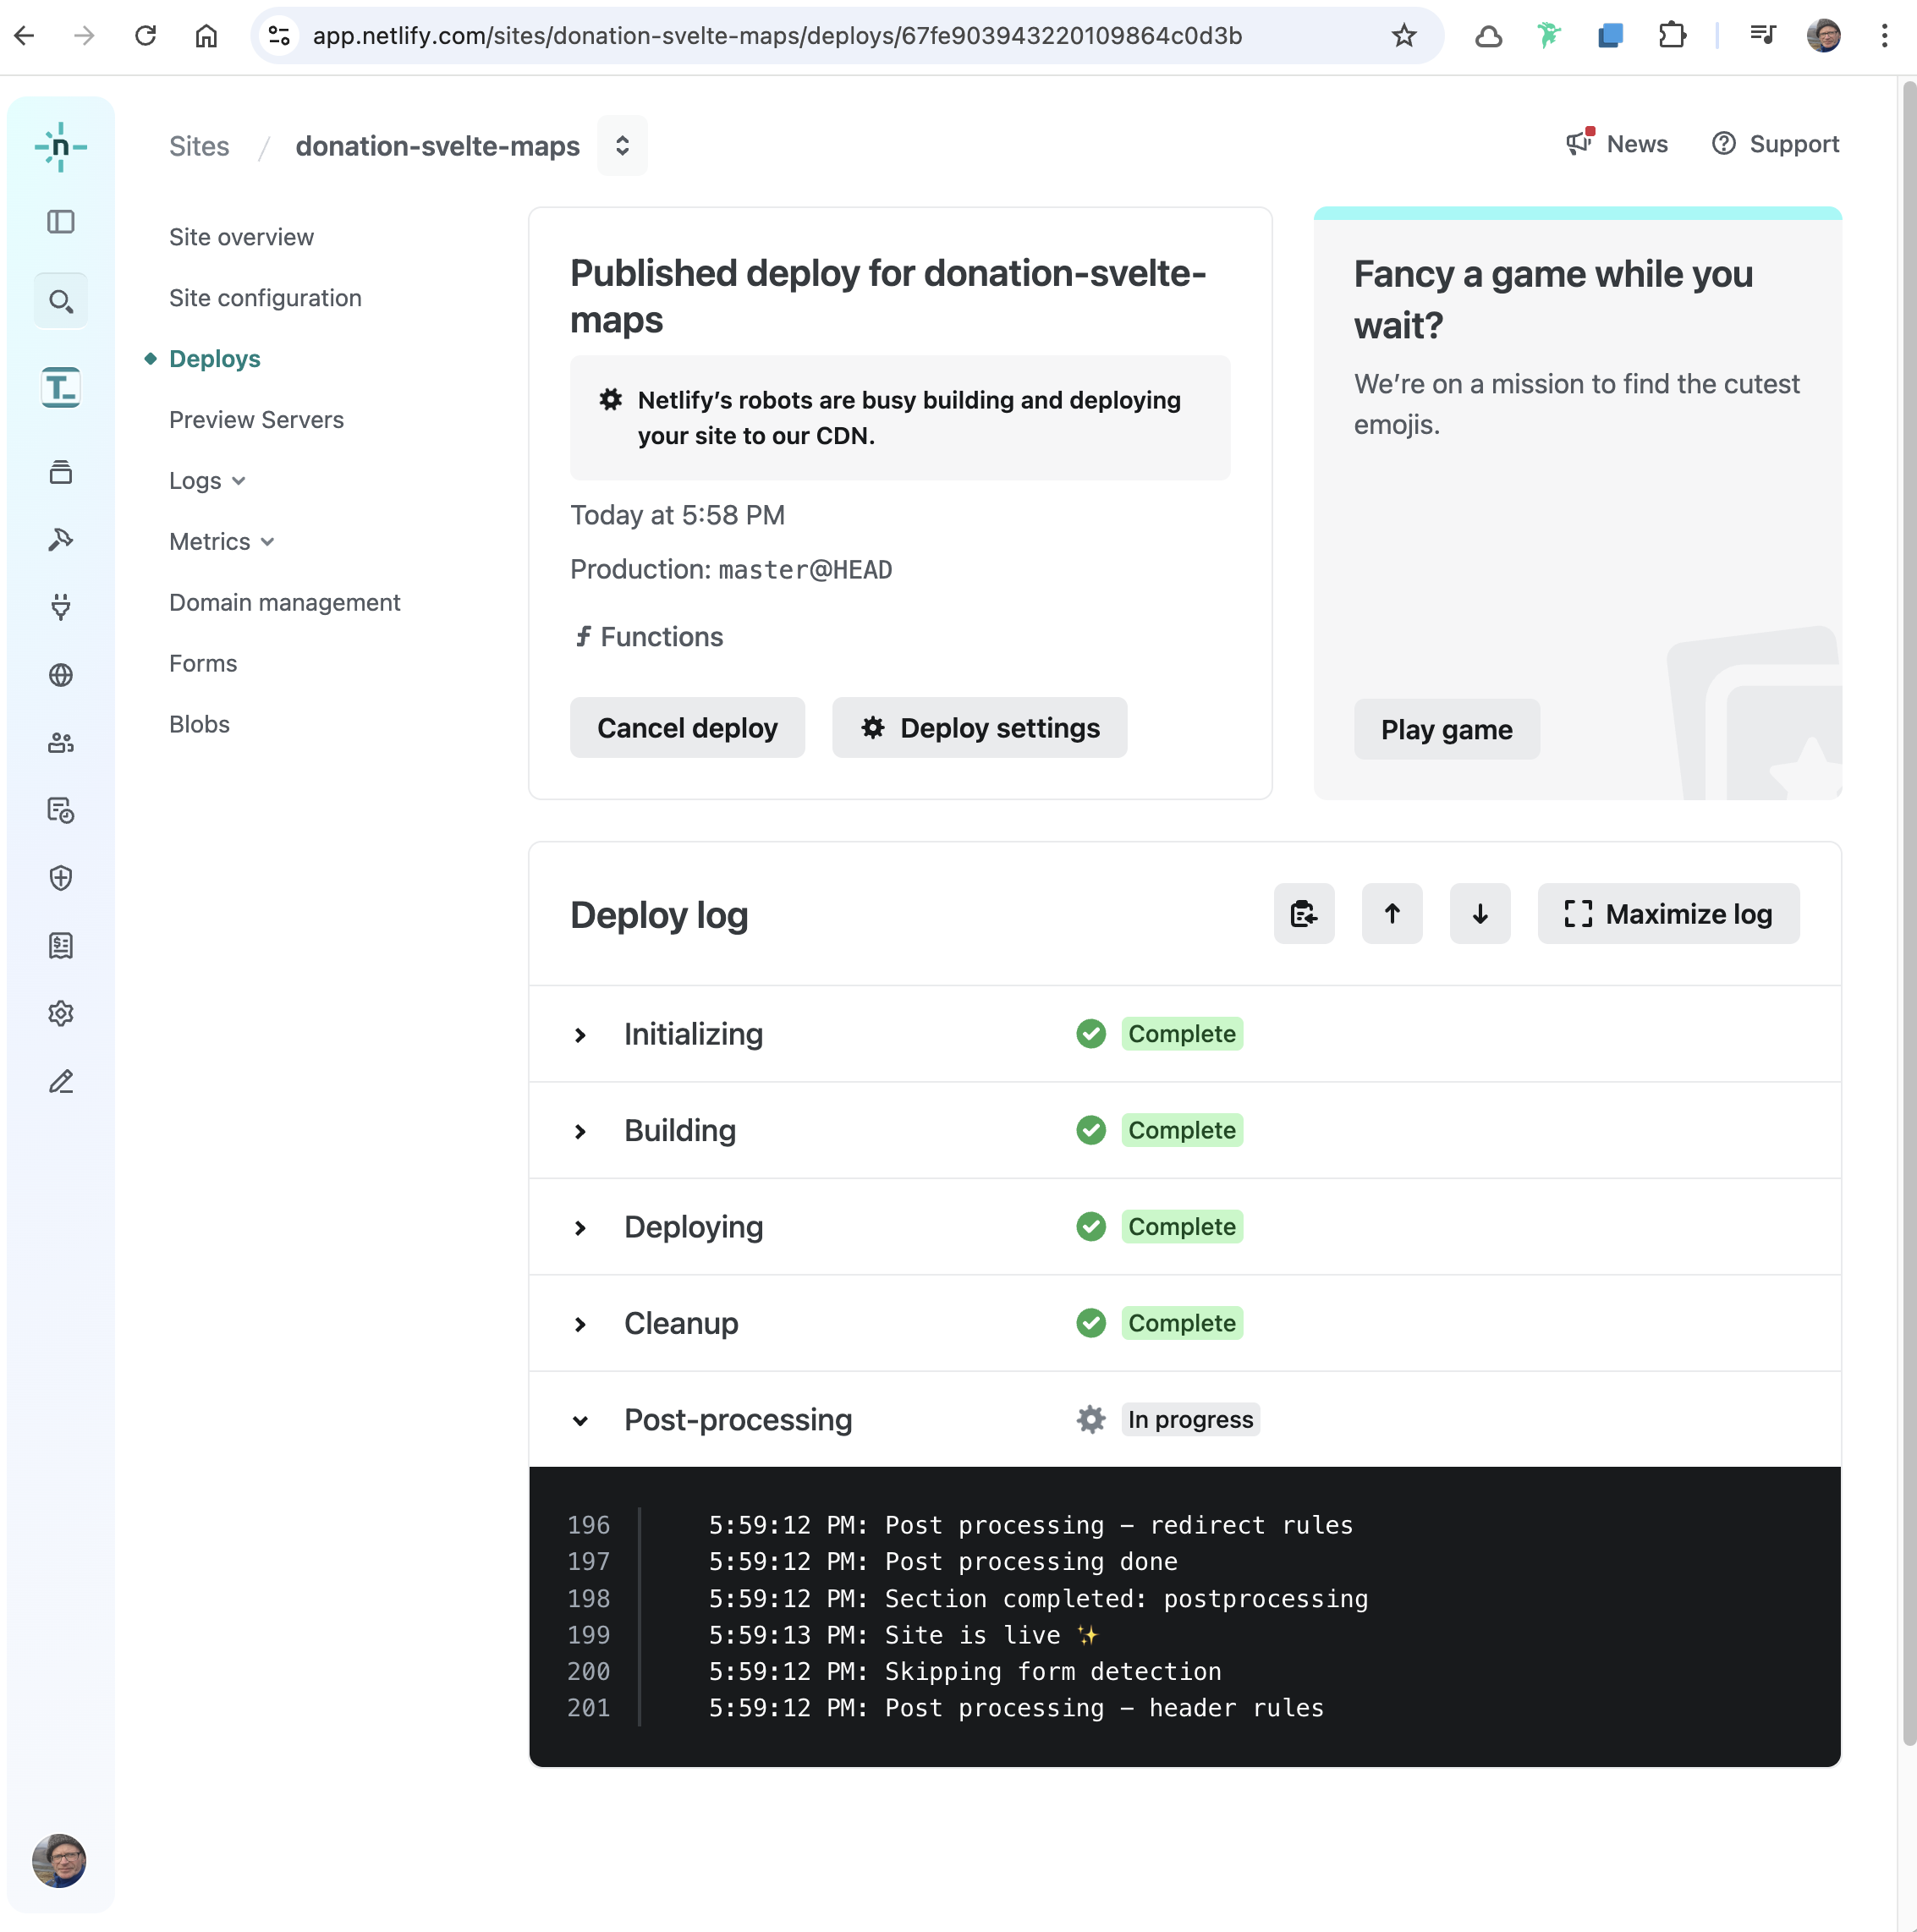 app.netlify.com/sites/donation-svelte-maps/deploys/67fe903943220109864c0d3b
n
Sites / donation-svelte-maps
News
Support
T_
Site overview
Site configuration
Deploys
Preview Servers
Logs
Metrics
Domain management
Forms
Blobs
Published deploy for donation-svelte-
maps
Netlify’s robots are busy building and deploying
your site to our CDN.
Today at 5:58 PM
Production: master@HEAD
Functions
Cancel deploy
Deploy settings
Fancy a game while you
wait?
We’re on a mission to find the cutest
emojis.
Play game
Deploy log
Maximize log
Initializing Complete
Building Complete
Deploying Complete
Cleanup Complete
Post-processing In progress
196 5:59:12 PM: Post processing – redirect rules
197 5:59:12 PM: Post processing done
198 5:59:12 PM: Section completed: postprocessing
199 5:59:13 PM: Site is live ✨
200 5:59:12 PM: Skipping form detection
201 5:59:12 PM: Post processing – header rules